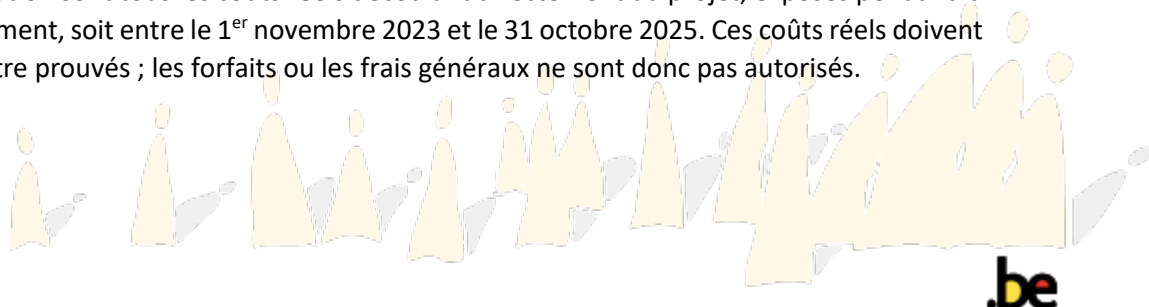 ment, soit entre le 1er novembre 2023 et le 31 octobre 2025. Ces coûts réels doivent
tre prouvés ; les forfaits ou les frais généraux ne sont donc pas autorisés.
.be